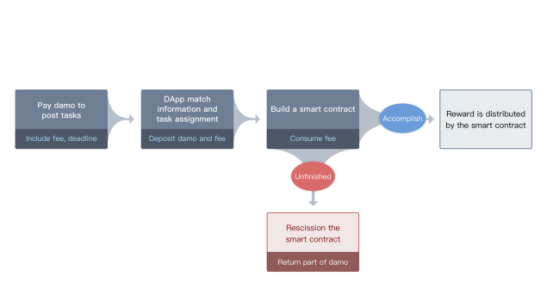 Pay damo to
post tasks
Include fee, deadline
DApp match
information and
task assignment
Deposit damo and fee
Build a smart contract
Consume fee
Accomplish
Reward is distributed
by the smart contract
Unfinished
Rescission the
smart contract
Return part of damo